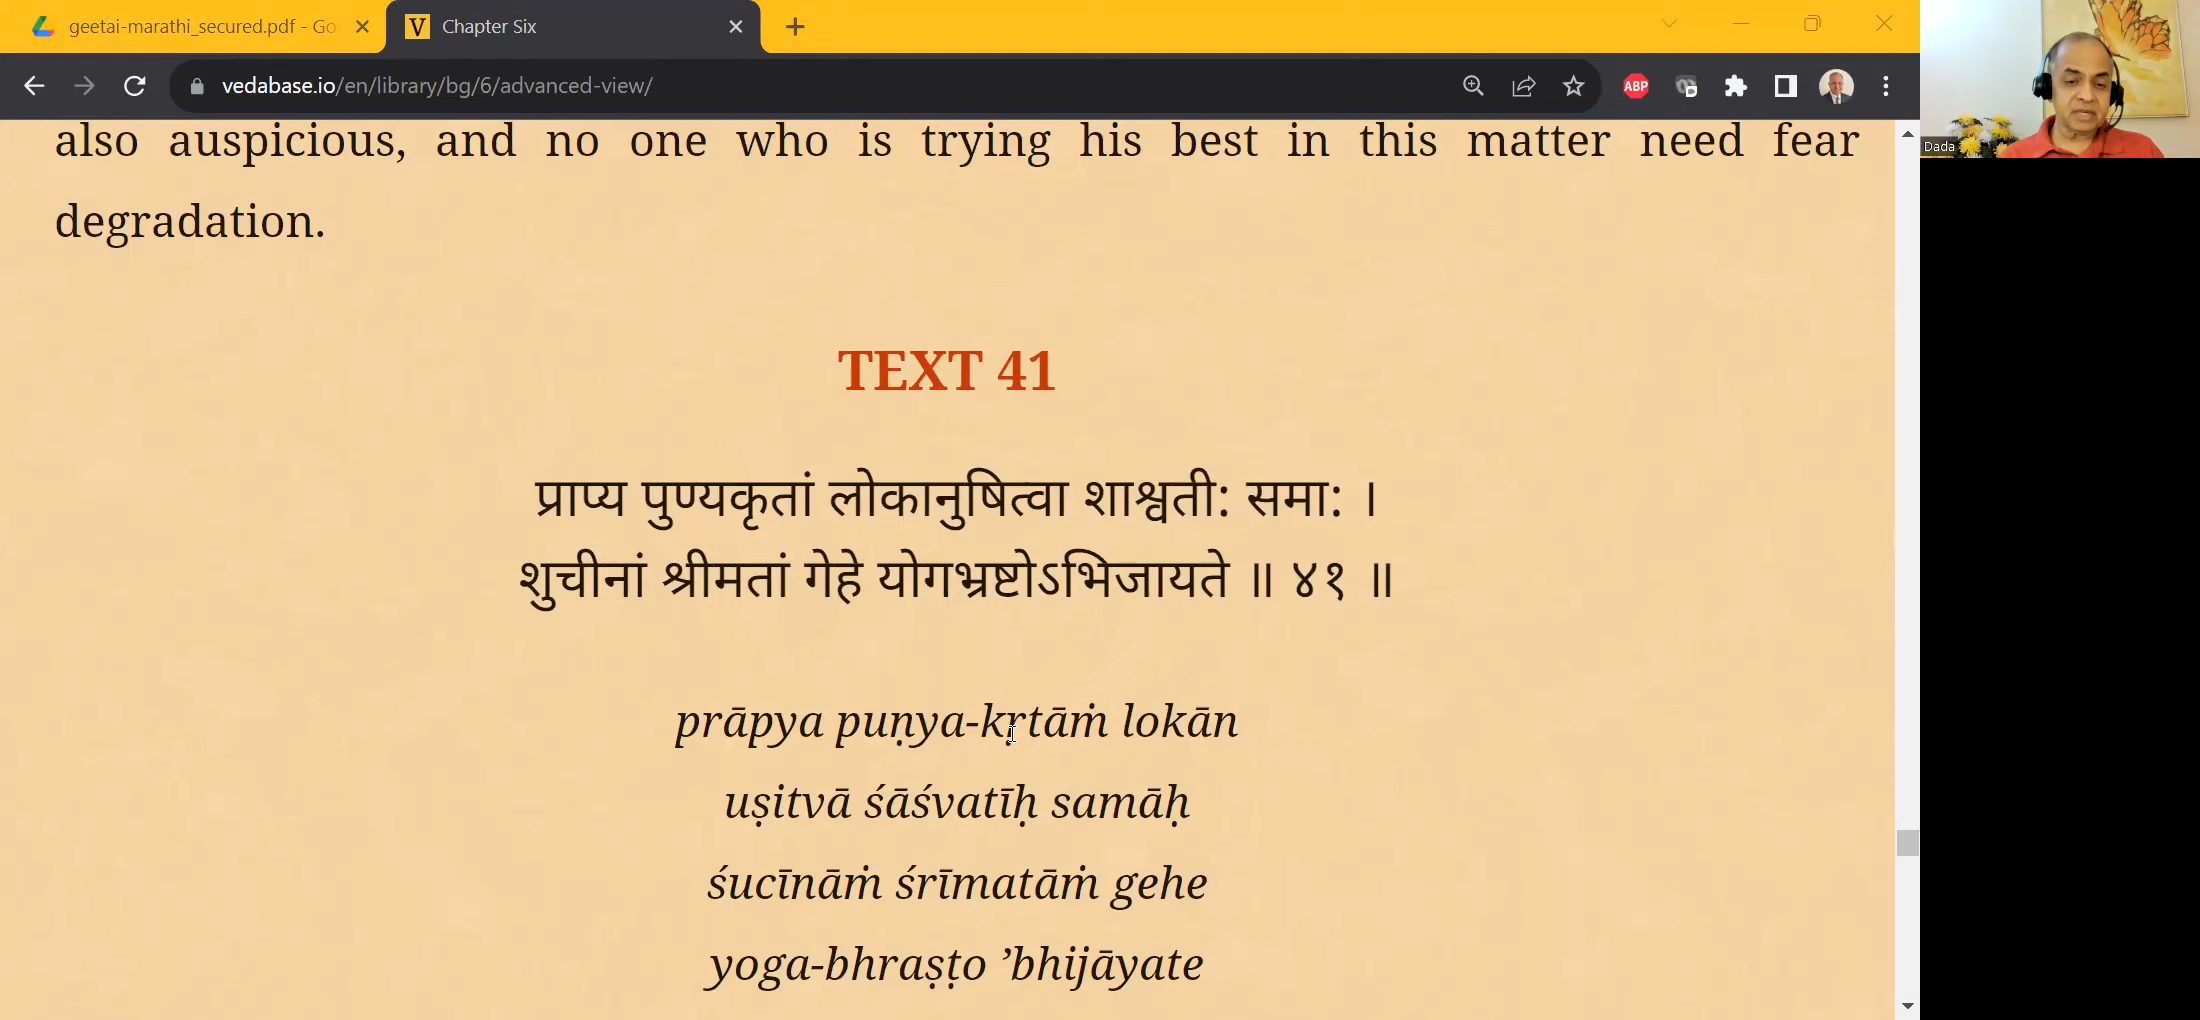 geetai-marathi_secured.pdf - Go
Chapter Six
vedabase.io/en/library/bg/6/advanced-view/
ABP
Dada
also auspicious, and no one who is trying his best in this matter need fear
degradation.
TEXT 41
प्राप्य पुण्यकृतां लोकानुषित्वा शाश्वती: समा: ।
शुचीनां श्रीमतां गेहे योगभ्रष्टोऽभिजायते ॥ ४१ ॥
prāpya puṇya-kṛtāṁ lokān
uṣitvā śāśvatīḥ samāḥ
śucīnāṁ śrīmatāṁ gehe
yoga-bhraṣṭo ’bhijāyate